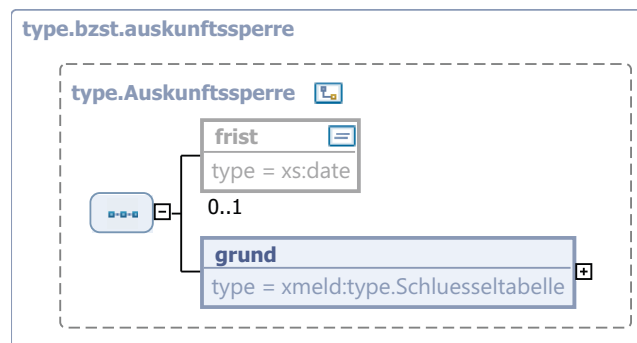 type.bzst.auskunftssperre
type.Auskunftssperre
frist
type = xs:date
0..1
grund
type = xmeld:type.Schluesseltabelle